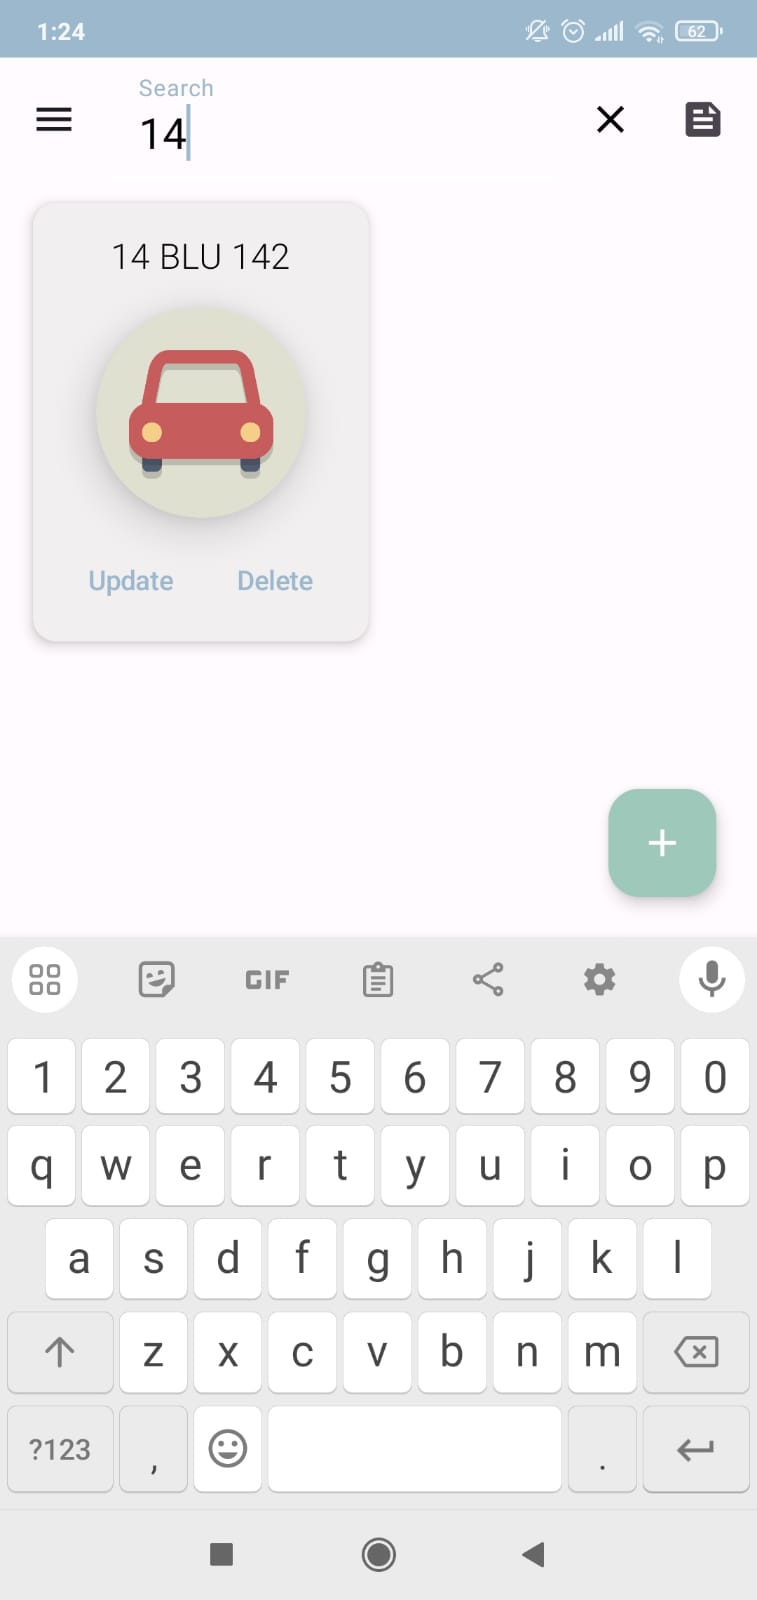 1:24
62
Search
14
14 BLU 142
Update Delete
+
GIF
1 2 3 4 5 6 7 8 9 0
q w e r t y u i o p
a s d f g h j k l
z x c v b n m
?123 , .